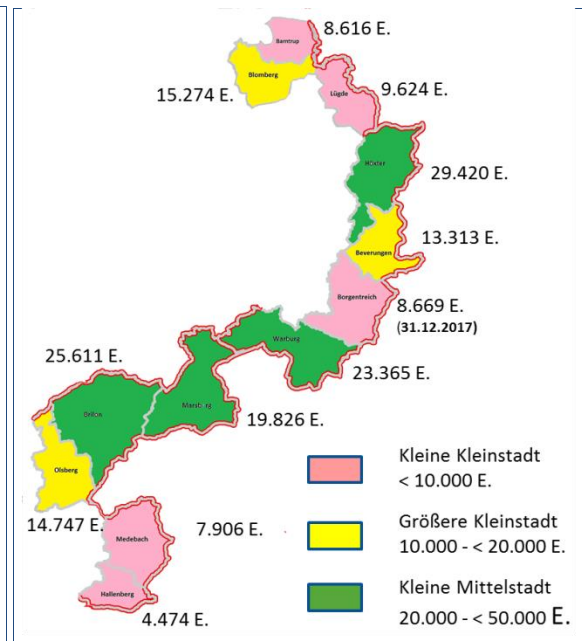 8.616 E.
Barntrup
Blomberg
15.274 E.
Lügde
9.624 E.
Höxter
29.420 E.
13.313 E.
Beverungen
Borgentreich
8.669 E.
(31.12.2017)
Warburg
25.611 E.
23.365 E.
Marsberg
Brilon
19.826 E.
Olsberg
14.747 E.
Medebach
7.906 E.
Hallenberg
4.474 E.
Kleine Kleinstadt
< 10.000 E.
Größere Kleinstadt
10.000 - < 20.000 E.
Kleine Mittelstadt
20.000 - < 50.000 E.